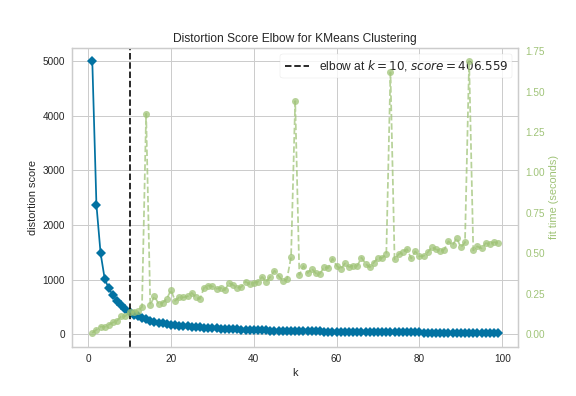 Distortion Score Elbow for KMeans Clustering
elbow at k = 10, score = 406.559
distortion score
5000
4000
3000
2000
1000
0
1.75
1.50
1.25
1.00
0.75
0.50
0.25
0.00
fit time (seconds)
0 20 40 60 80 100
k